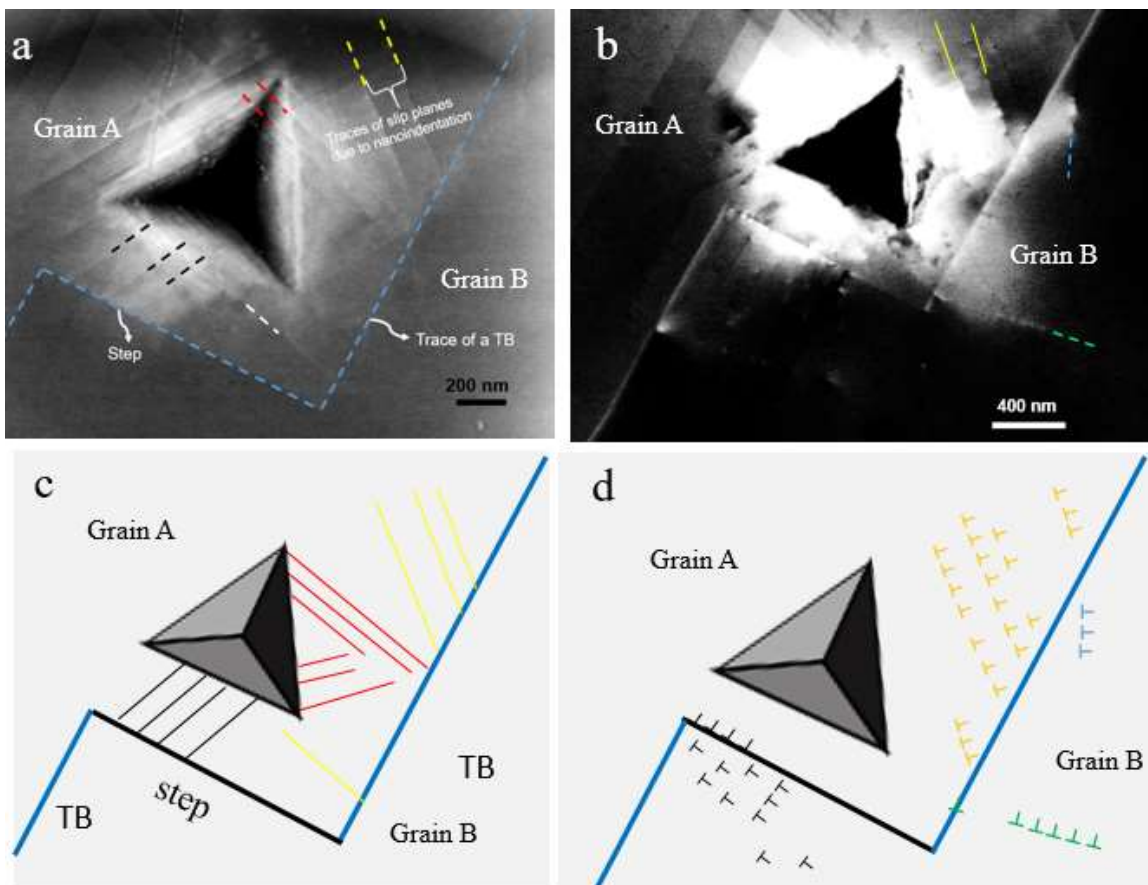 a
Grain A
Traces of slip planes
due to nanoindentation
Grain B
Step
Trace of a TB
200 nm
b
Grain A
Grain B
400 nm
c
Grain A
TB
step
TB
Grain B
d
Grain A
Grain B